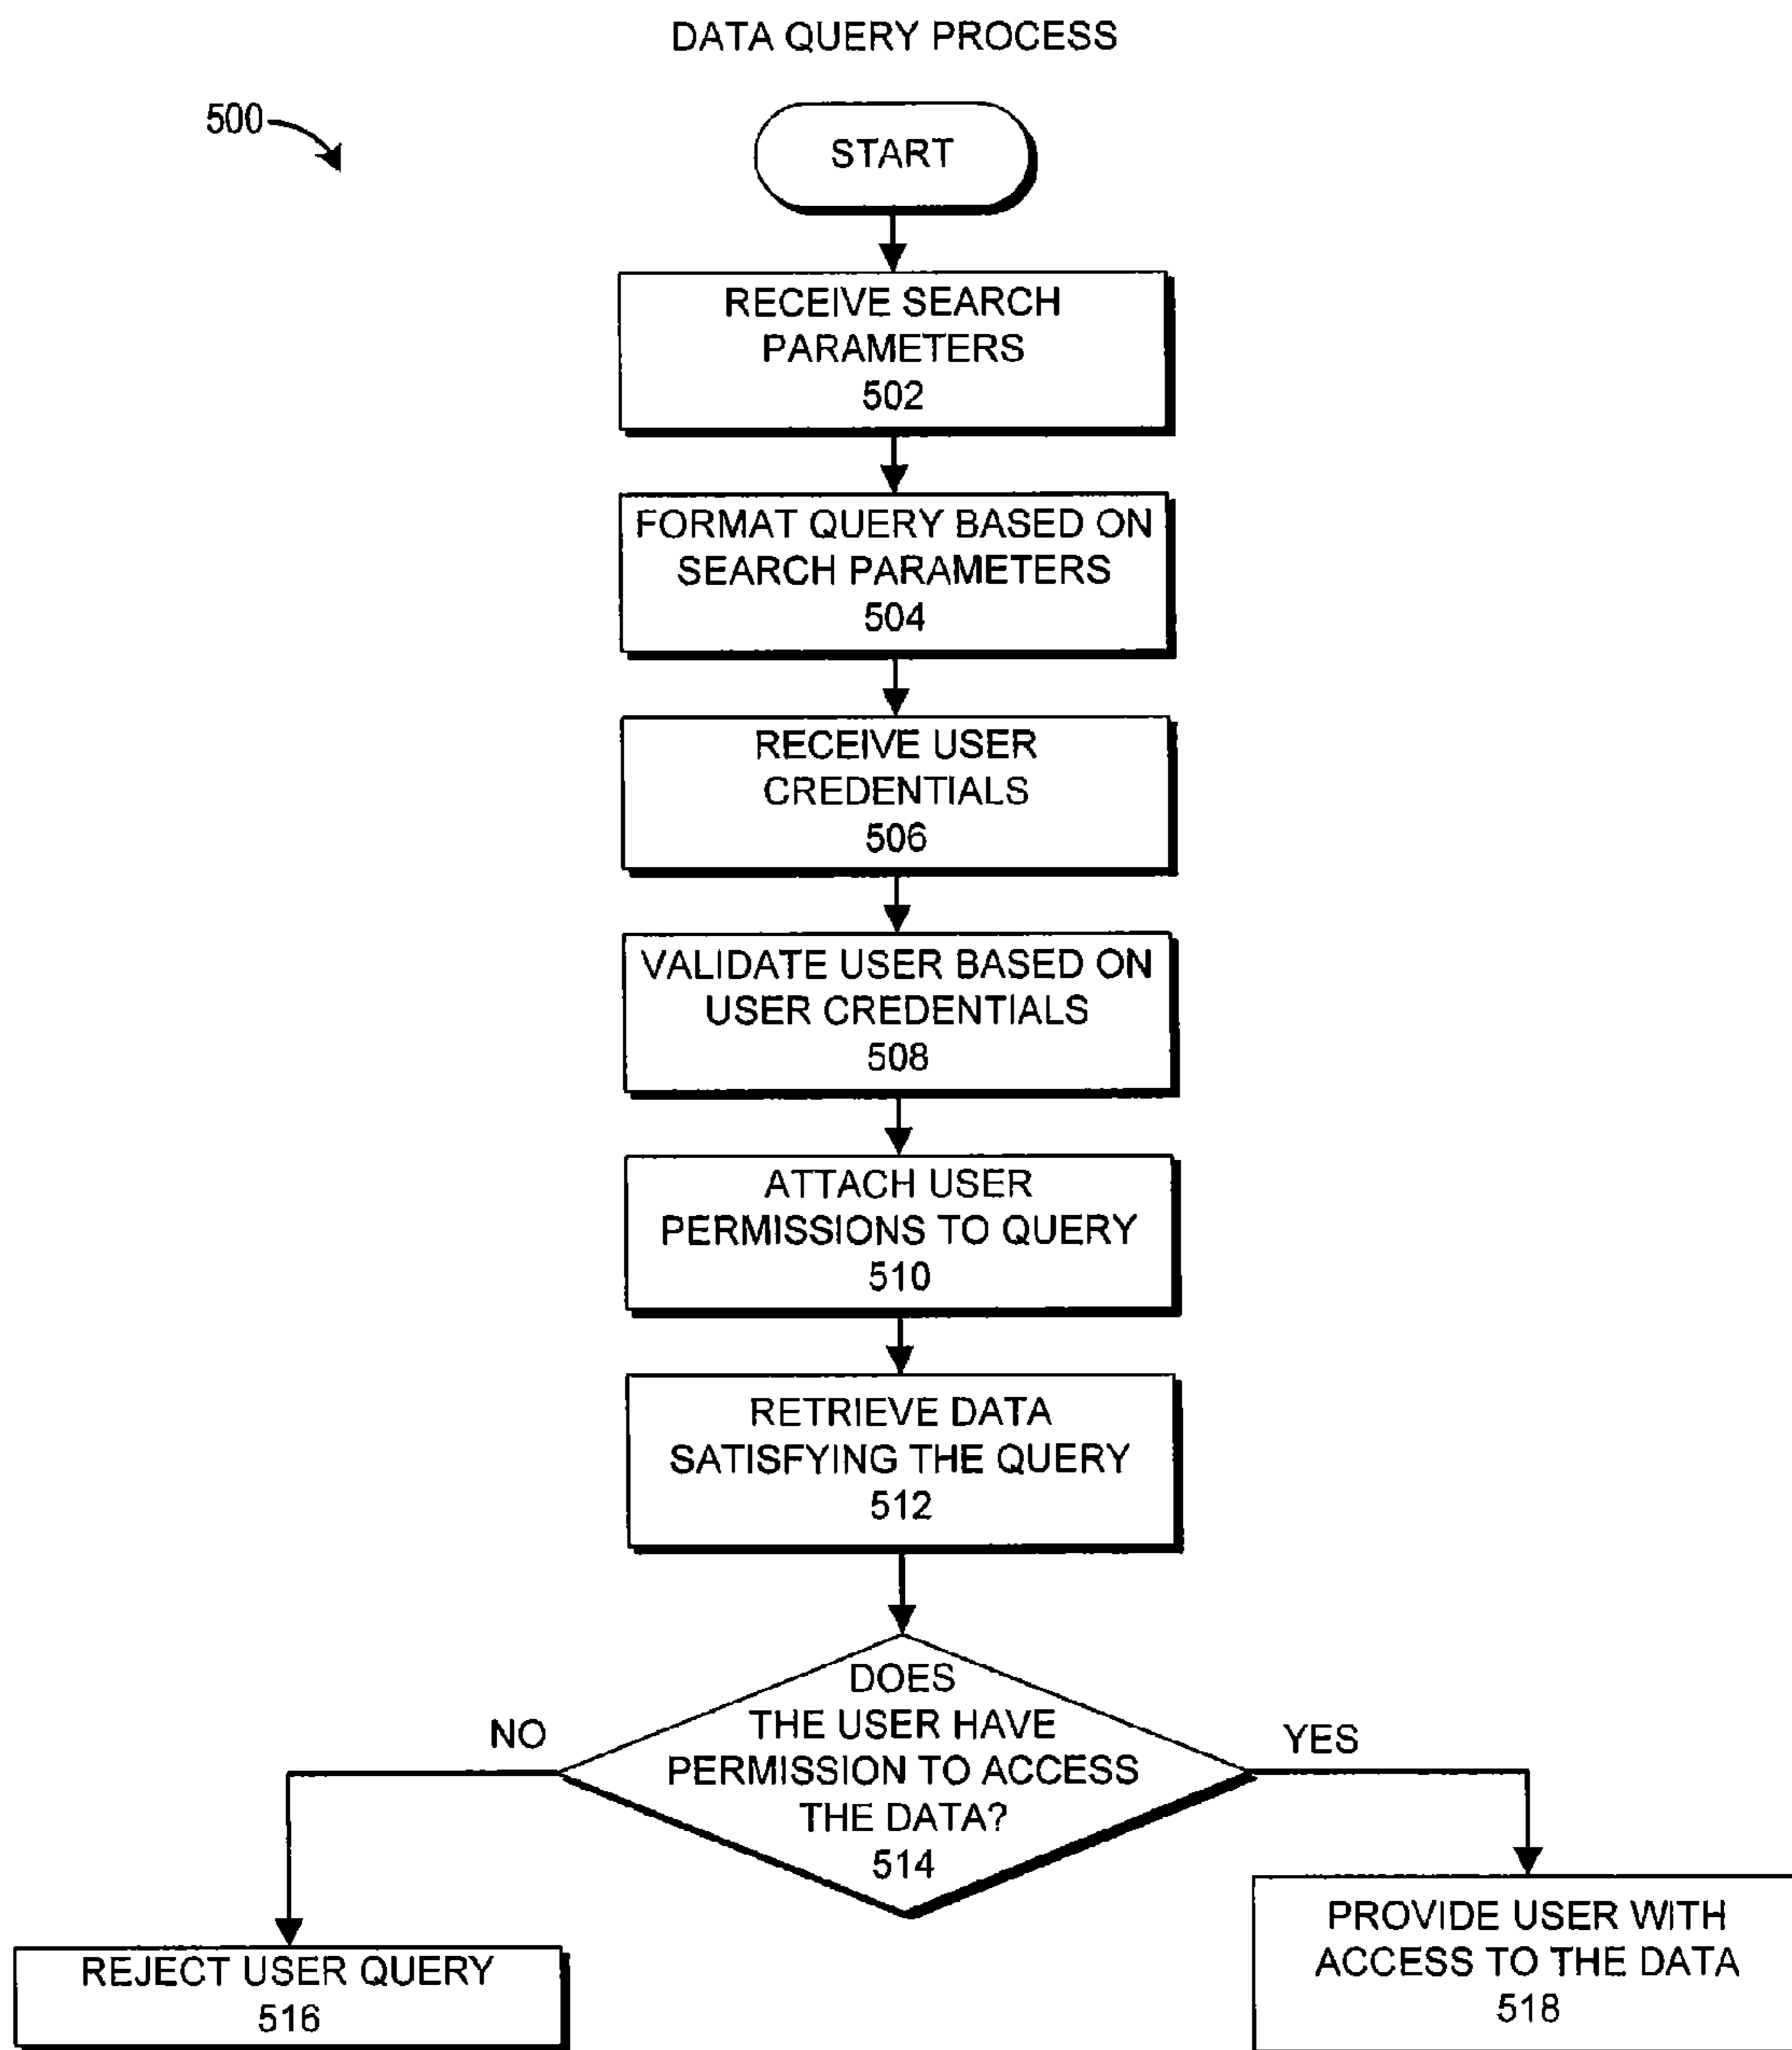 DATA QUERY PROCESS
500
START
RECEIVE SEARCH
PARAMETERS
502
FORMAT QUERY BASED ON
SEARCH PARAMETERS
504
RECEIVE USER
CREDENTIALS
506
VALIDATE USER BASED ON
USER CREDENTIALS
508
ATTACH USER
PERMISSIONS TO QUERY
510
RETRIEVE DATA
SATISFYING THE QUERY
512
DOES
THE USER HAVE
PERMISSION TO ACCESS
THE DATA?
514
NO
YES
REJECT USER QUERY
516
PROVIDE USER WITH
ACCESS TO THE DATA
518